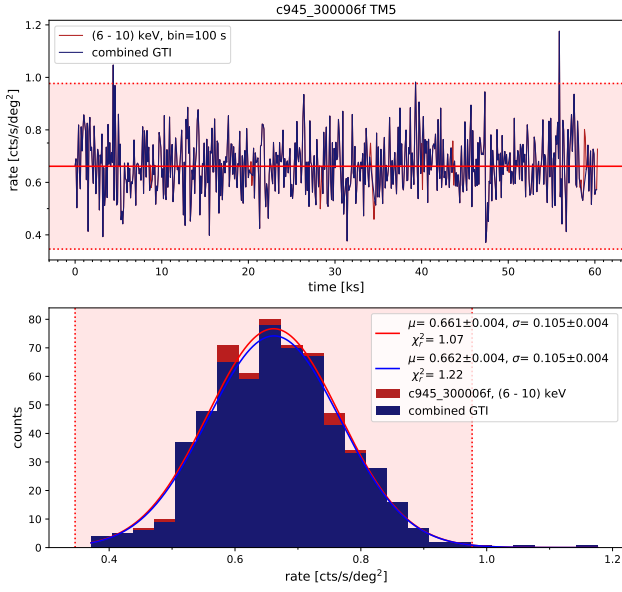 c945_300006f TM5
(6 - 10) keV, bin=100 s
combined GTI
rate [cts/s/deg²]
1.2
1.0
0.8
0.6
0.4
0 10 20 30 40 50 60
time [ks]
μ= 0.661±0.004, σ= 0.105±0.004
χ²ᵣ= 1.07
μ= 0.662±0.004, σ= 0.105±0.004
χ²ᵣ= 1.22
c945_300006f, (6 - 10) keV
combined GTI
counts
80
70
60
50
40
30
20
10
0
0.4 0.6 0.8 1.0 1.2
rate [cts/s/deg²]